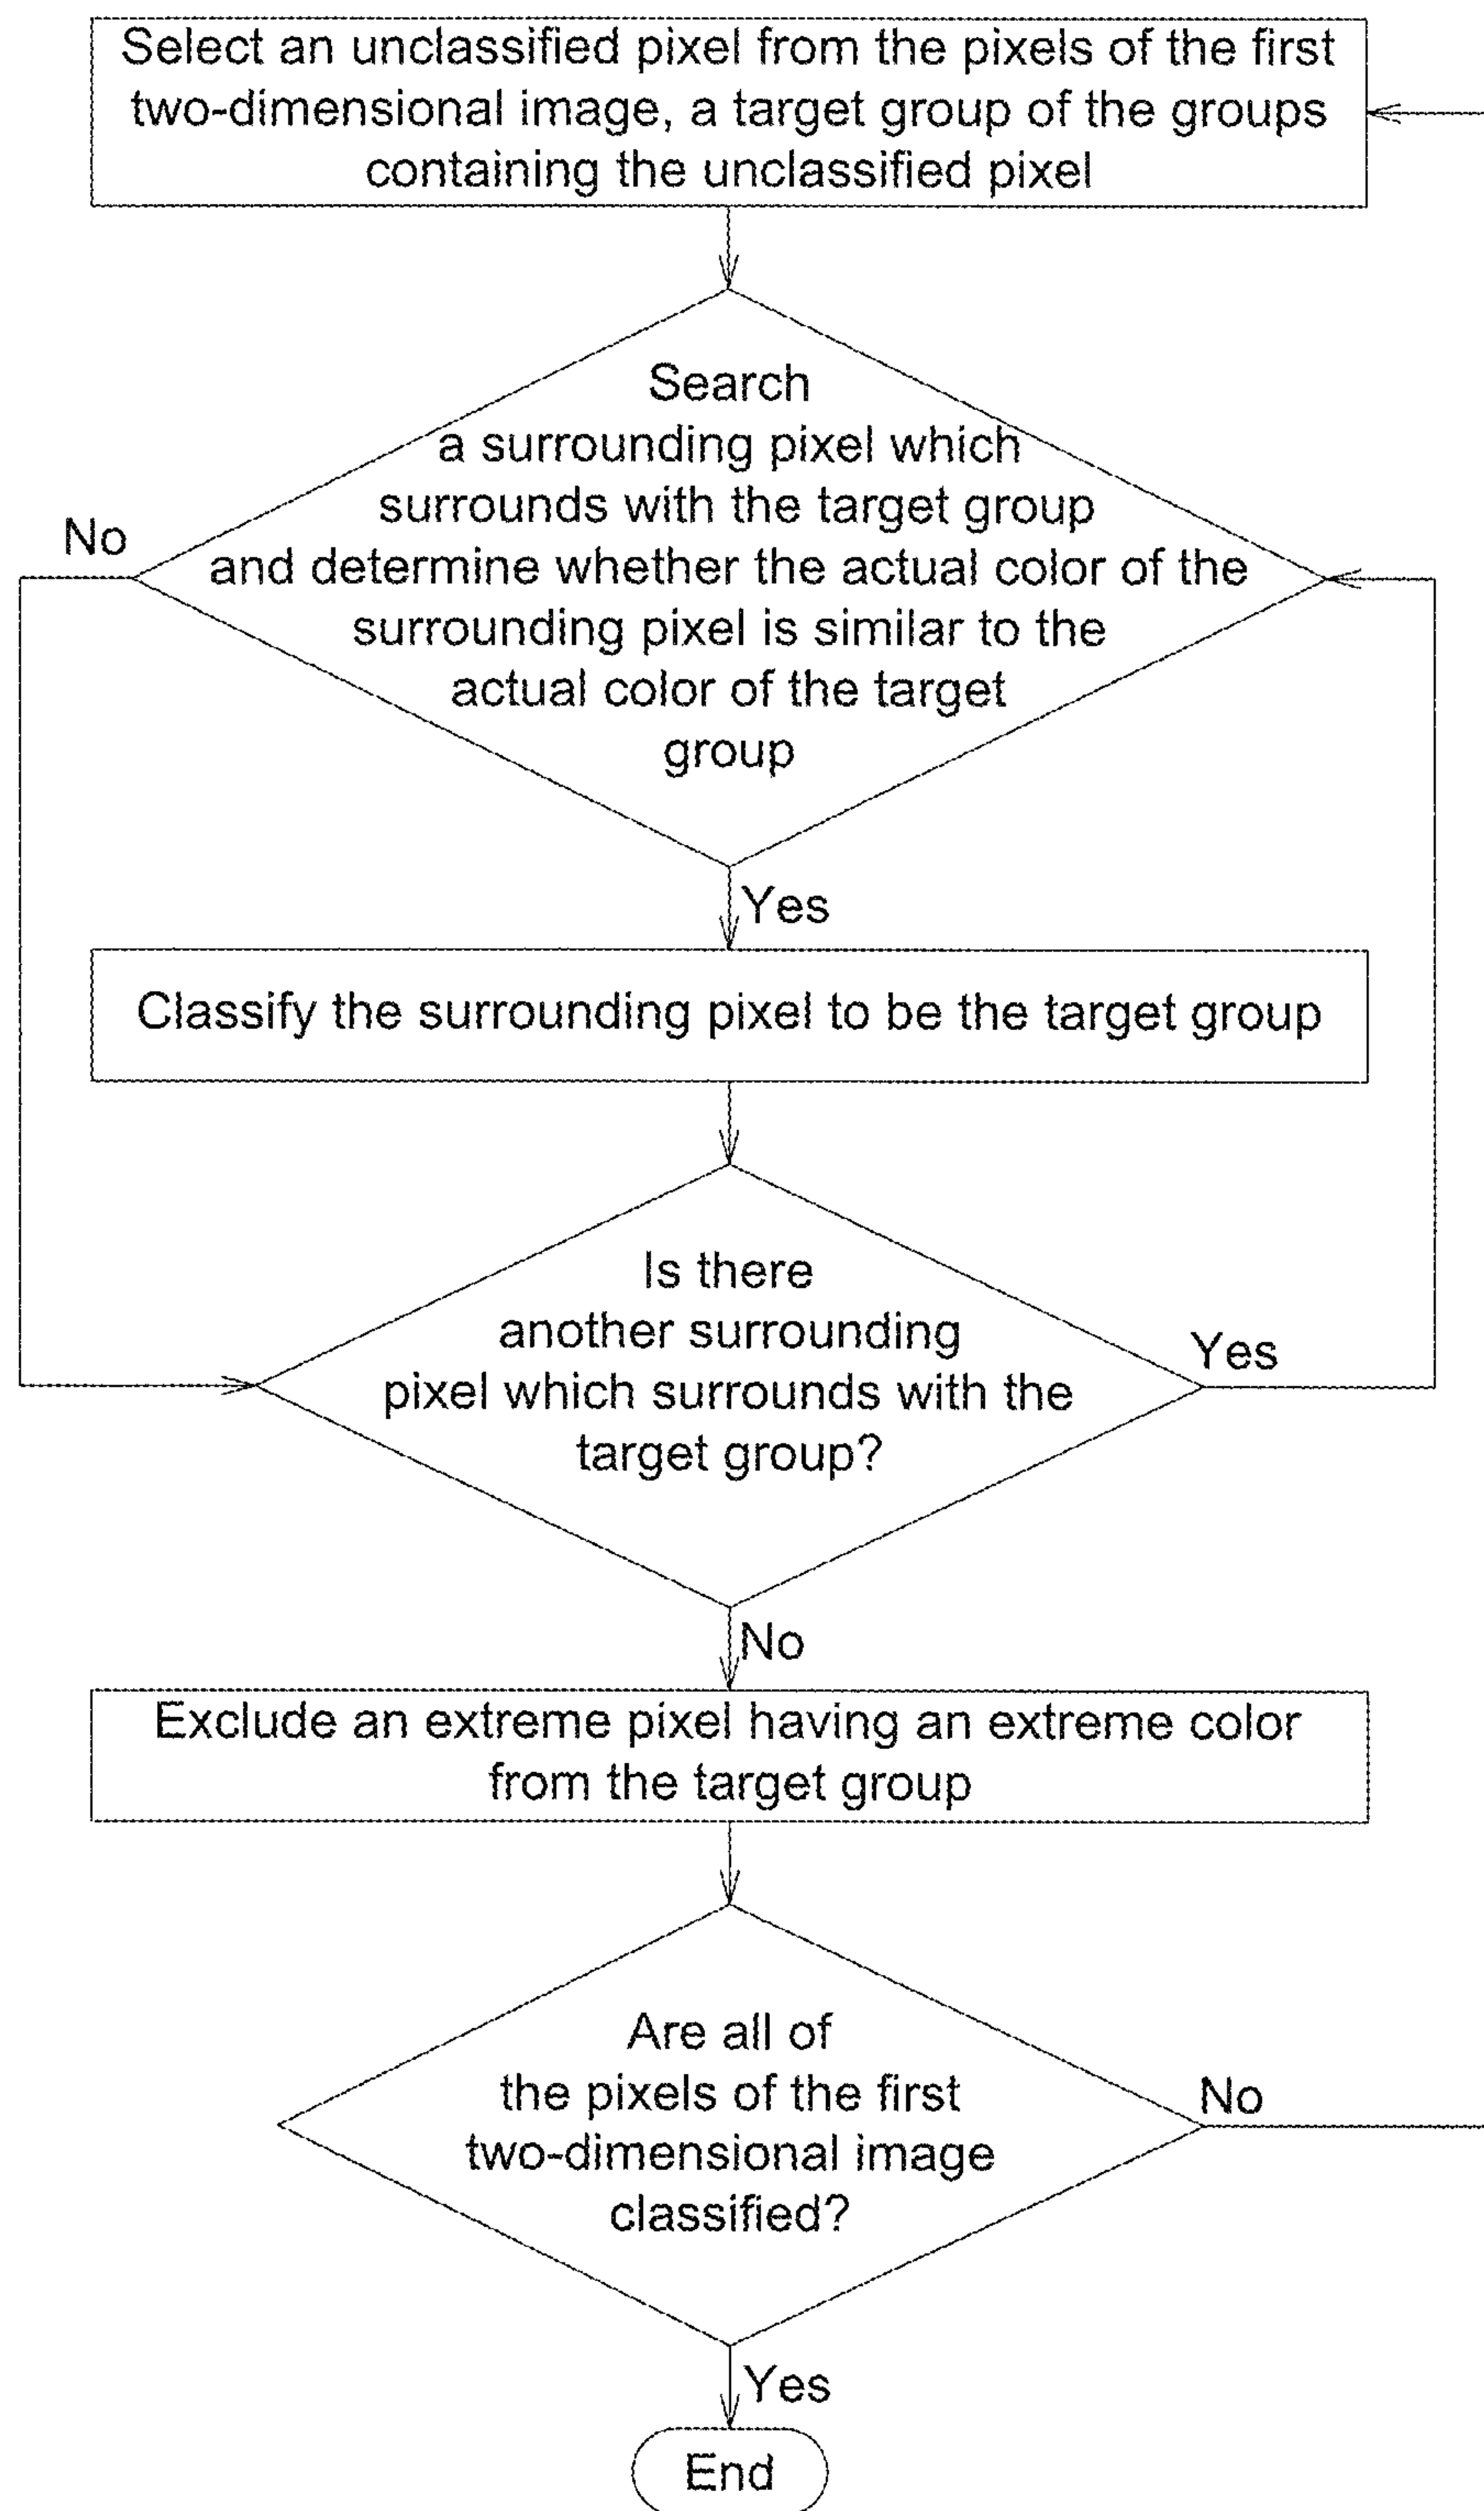 Select an unclassified pixel from the pixels of the first
two-dimensional image, a target group of the groups
containing the unclassified pixel
Search
a surrounding pixel which
surrounds with the target group
and determine whether the actual color of the
surrounding pixel is similar to the
actual color of the target
group
No
Yes
Classify the surrounding pixel to be the target group
Is there
another surrounding
pixel which surrounds with the
target group?
Yes
No
Exclude an extreme pixel having an extreme color
from the target group
Are all of
the pixels of the first
two-dimensional image
classified?
No
Yes
End